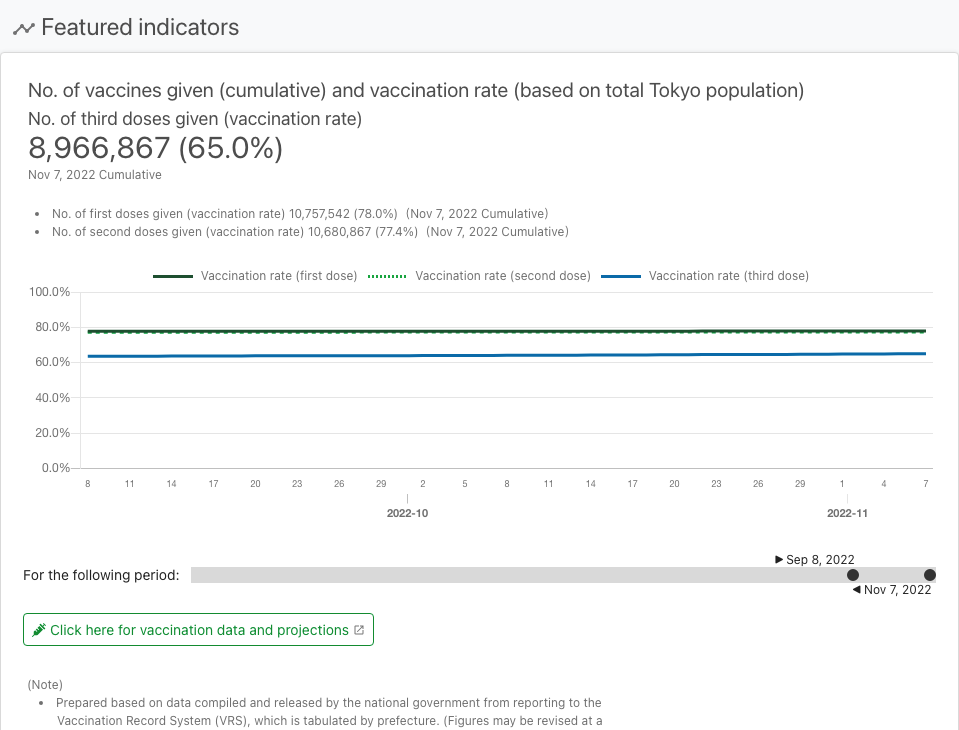 Featured indicators
No. of vaccines given (cumulative) and vaccination rate (based on total Tokyo population)
No. of third doses given (vaccination rate)
8,966,867 (65.0%)
Nov 7, 2022 Cumulative
• No. of first doses given (vaccination rate) 10,757,542 (78.0%) (Nov 7, 2022 Cumulative)
• No. of second doses given (vaccination rate) 10,680,867 (77.4%) (Nov 7, 2022 Cumulative)
Vaccination rate (first dose) Vaccination rate (second dose) Vaccination rate (third dose)
100.0%
80.0%
60.0%
40.0%
20.0%
0.0%
8 11 14 17 20 23 26 29 2 5 8 11 14 17 20 23 26 29 1 4 7
2022-10 2022-11
Sep 8, 2022
For the following period:
Nov 7, 2022
Click here for vaccination data and projections
(Note)
• Prepared based on data compiled and released by the national government from reporting to the
Vaccination Record System (VRS), which is tabulated by prefecture. (Figures may be revised at a